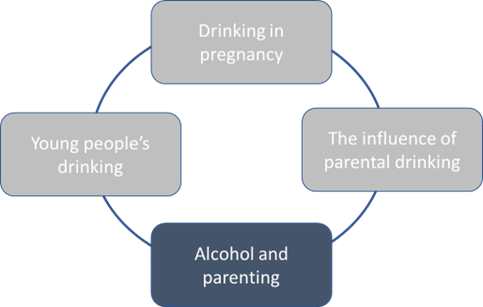 Drinking in
pregnancy
Young people's
drinking
The influence of
parental drinking
Alcohol and
parenting